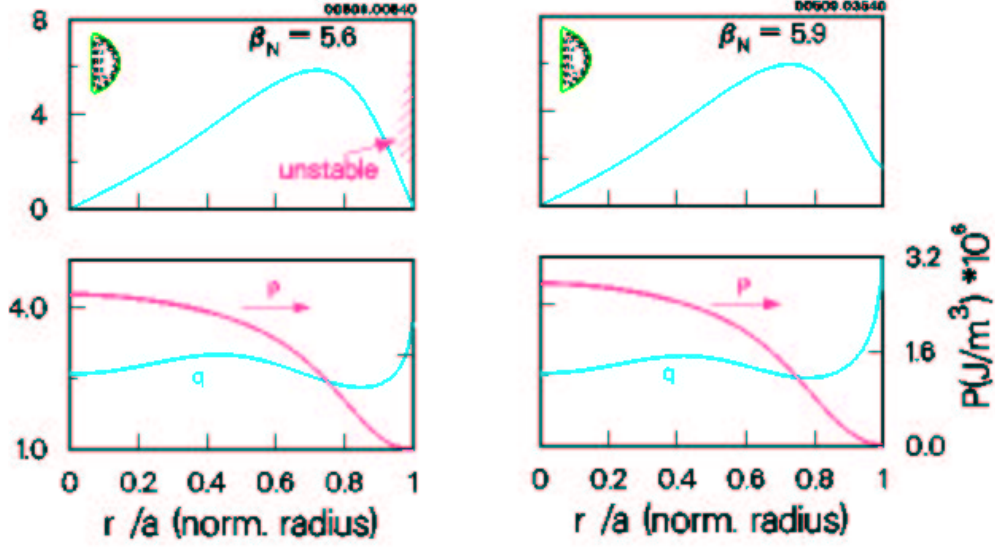 8
β_N = 5.6
β_N = 5.9
4
unstable
0
4.0
P
q
1.0
0 0.2 0.4 0.6 0.8 1
r /a (norm. radius)
P
q
3.2
1.6
0.0
P(J/m³) *10⁶
0 0.2 0.4 0.6 0.8 1
r /a (norm. radius)